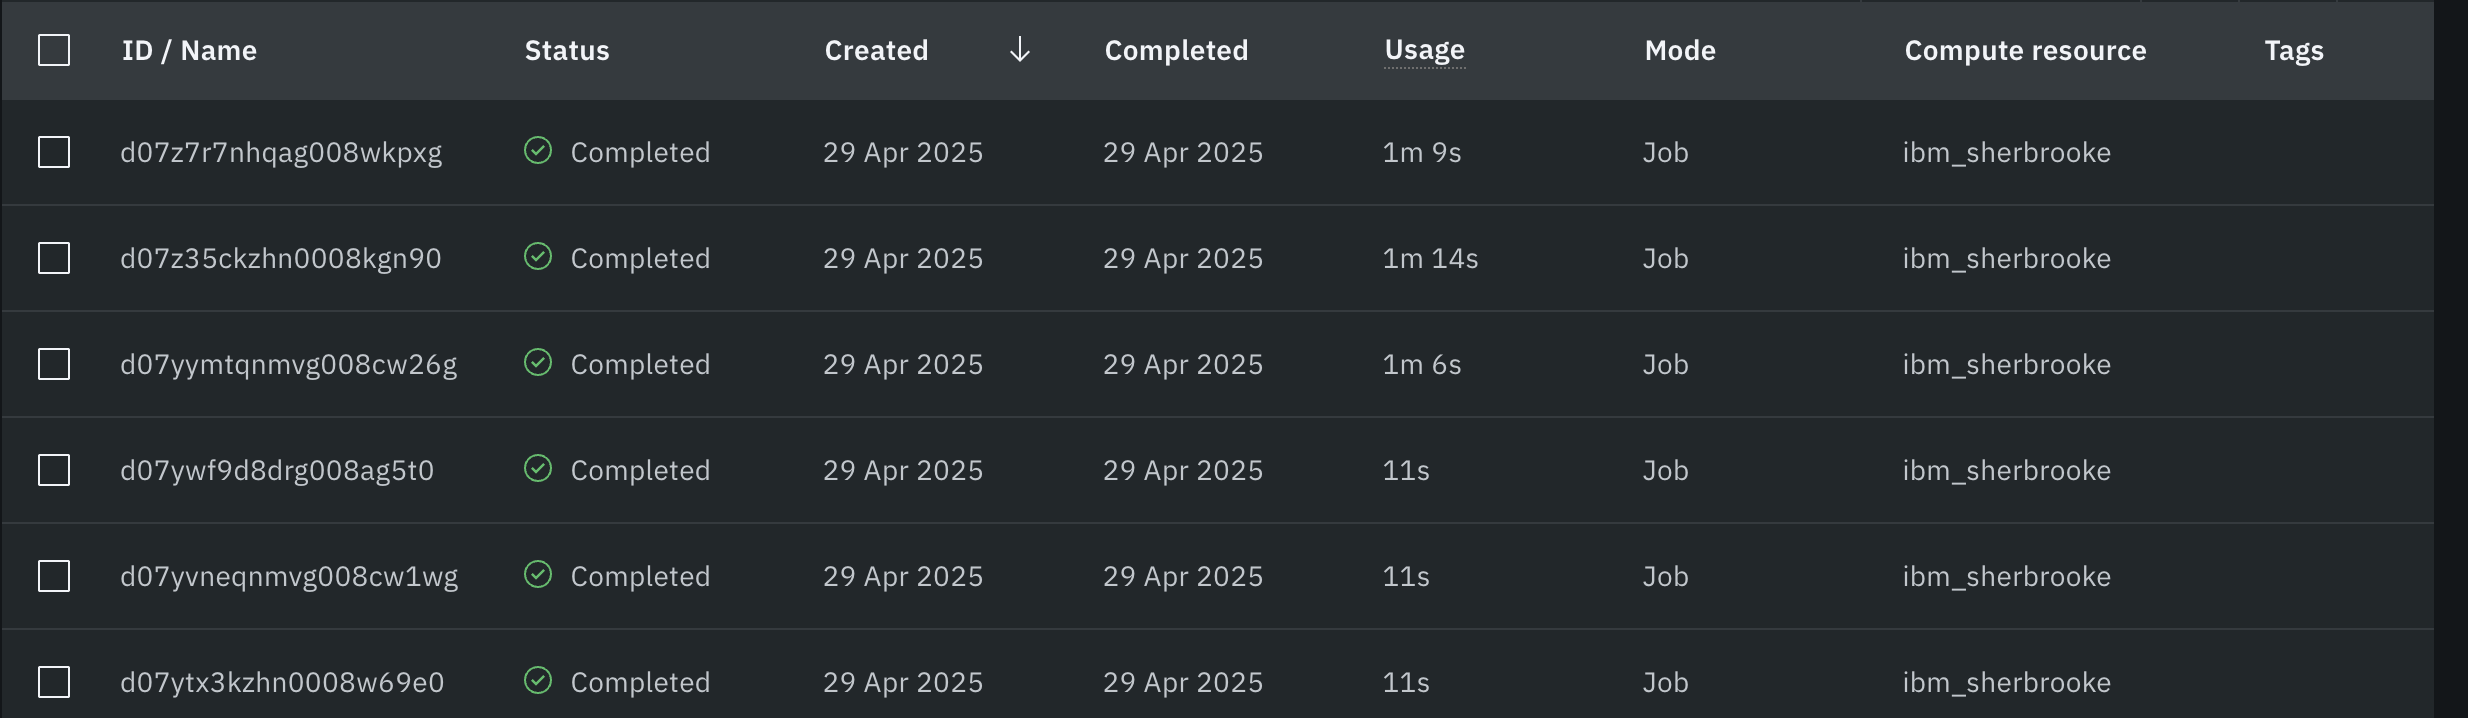 ID / Name Status Created Completed Usage Mode Compute resource Tags
d07z7r7nhqag008wkpxg Completed 29 Apr 2025 29 Apr 2025 1m 9s Job ibm_sherbrooke
d07z35ckzhn0008kgn90 Completed 29 Apr 2025 29 Apr 2025 1m 14s Job ibm_sherbrooke
d07yymtqnmvg008cw26g Completed 29 Apr 2025 29 Apr 2025 1m 6s Job ibm_sherbrooke
d07ywf9d8drg008ag5t0 Completed 29 Apr 2025 29 Apr 2025 11s Job ibm_sherbrooke
d07yvneqnmvg008cw1wg Completed 29 Apr 2025 29 Apr 2025 11s Job ibm_sherbrooke
d07ytx3kzhn0008w69e0 Completed 29 Apr 2025 29 Apr 2025 11s Job ibm_sherbrooke